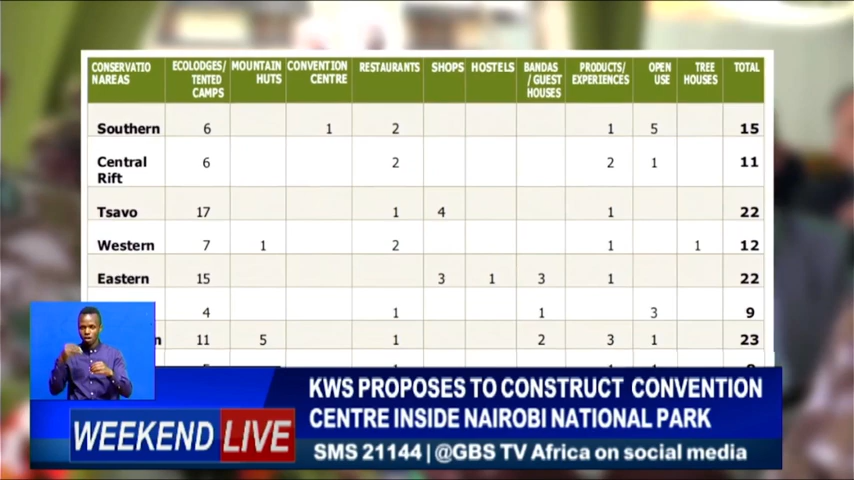 CONSERVATIO ECOLODGES/ MOUNTAIN CONVENTION RESTAURANTS SHOPS HOSTELS BANDAS PRODUCTS/ OPEN TREE TOTAL
NAREAS TENTED HUTS CENTRE / GUEST EXPERIENCES USE HOUSES
CAMPS HOUSES
Southern 6 1 2 1 5 15
Central 6 2 2 1 11
Rift
Tsavo 17 1 4 1 22
Western 7 1 2 1 1 12
Eastern 15 3 1 3 1 22
4 1 1 3 9
n 11 5 1 2 3 1 23
KWS PROPOSES TO CONSTRUCT CONVENTION
CENTRE INSIDE NAIROBI NATIONAL PARK
WEEKEND LIVE
SMS 21144 | @GBS TV Africa on social media